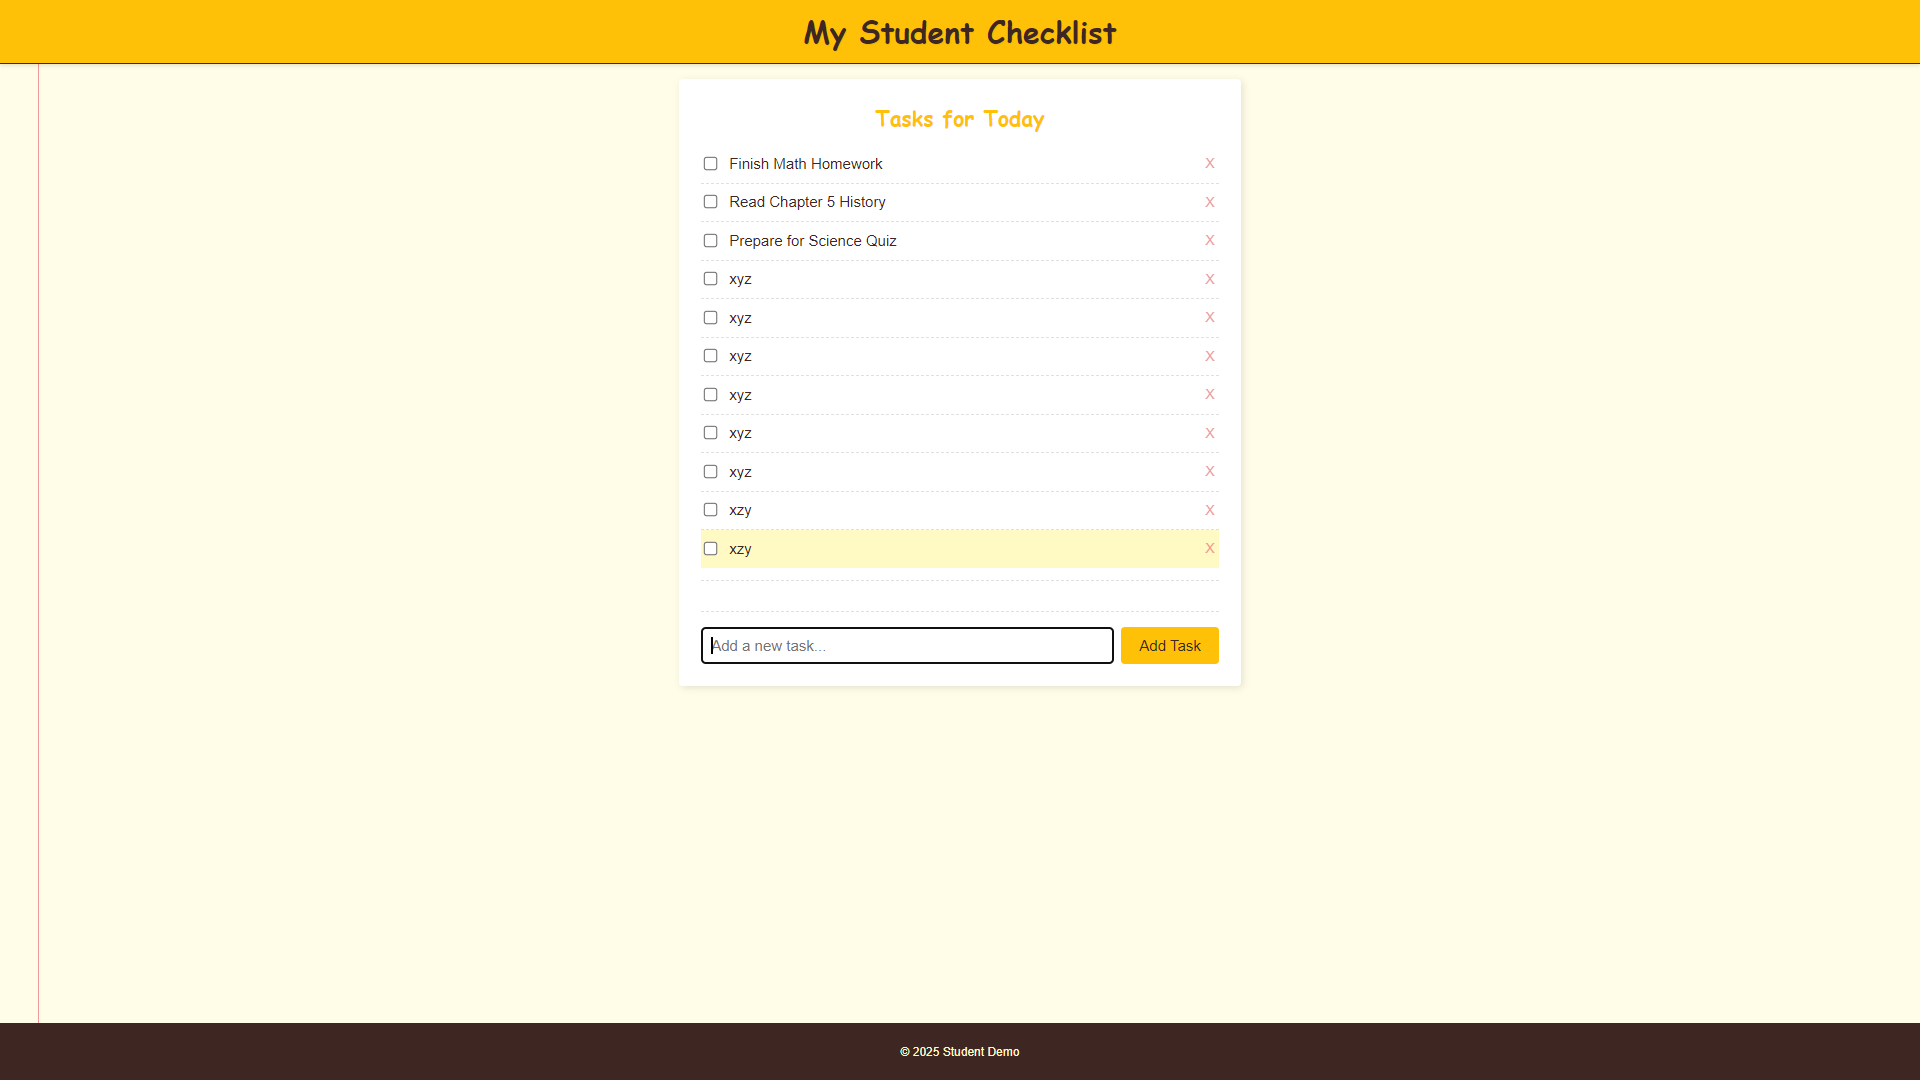 My Student Checklist
Tasks for Today
Finish Math Homework X
Read Chapter 5 History X
Prepare for Science Quiz X
xyz X
xyz X
xyz X
xyz X
xyz X
xyz X
xzy X
xzy X
Add a new task... Add Task
© 2025 Student Demo